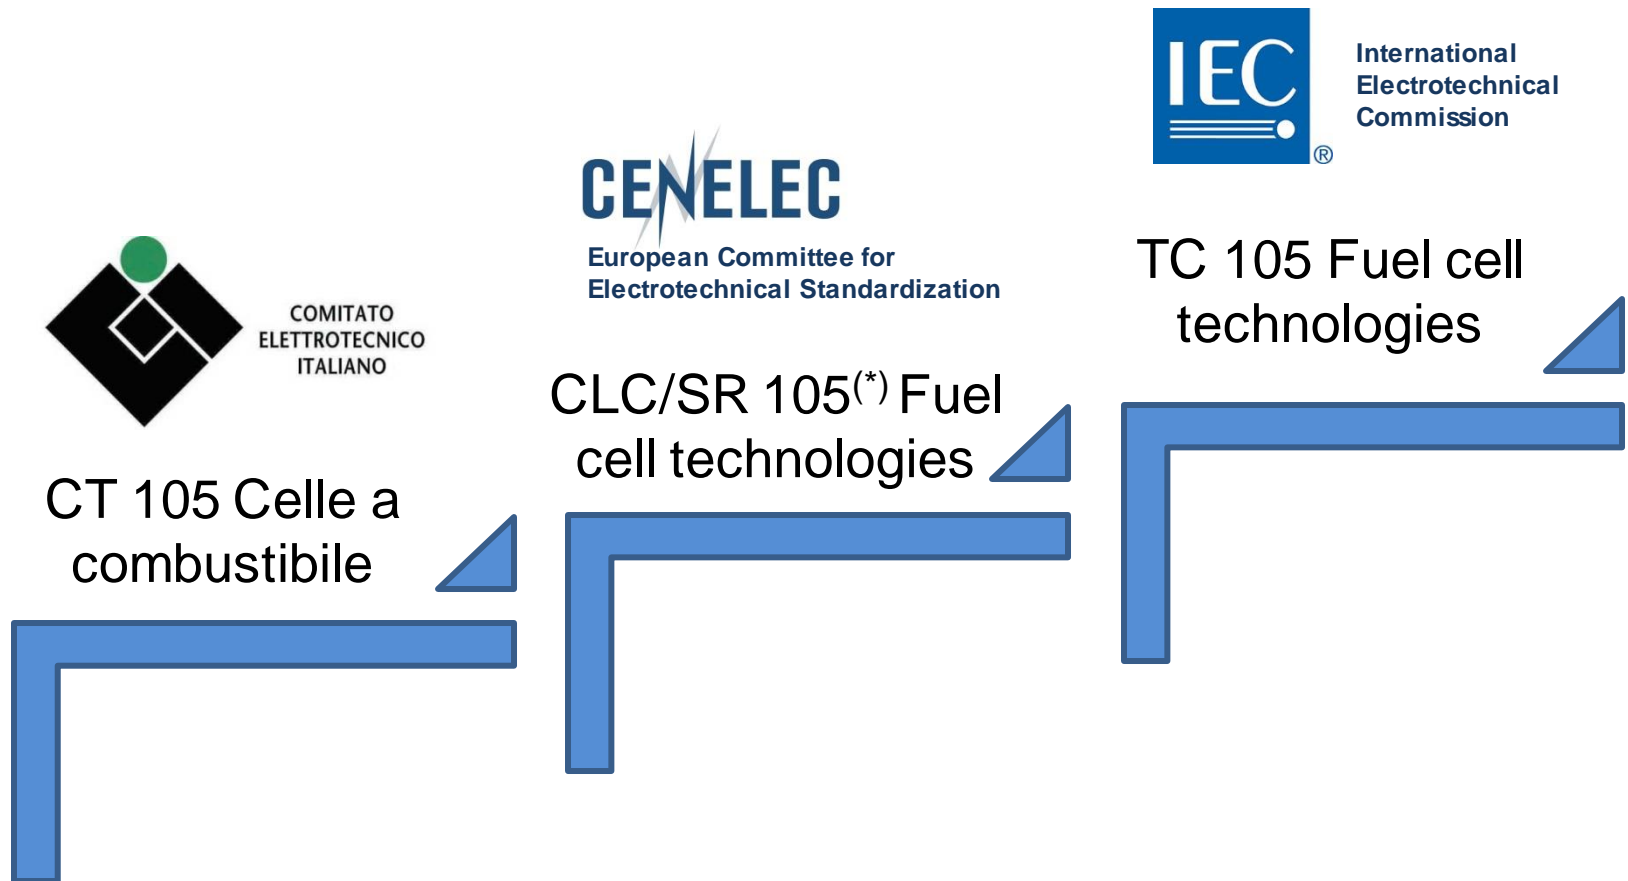 COMITATO
ELETTROTECNICO
ITALIANO
CT 105 Celle a
combustibile
CENELEC
European Committee for
Electrotechnical Standardization
CLC/SR 105(*) Fuel
cell technologies
IEC
®
International
Electrotechnical
Commission
TC 105 Fuel cell
technologies